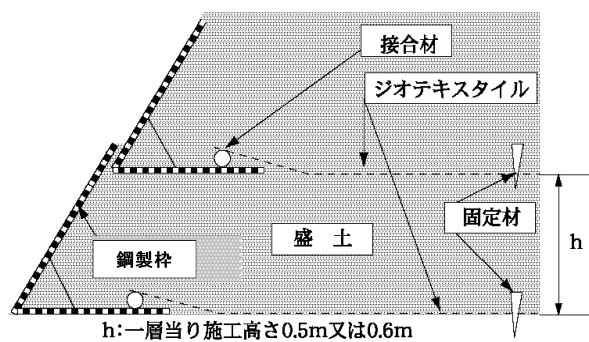 接合材
ジオテキスタイル
固定材
h
盛 土
鋼製枠
h:一層当り施工高さ0.5m又は0.6m